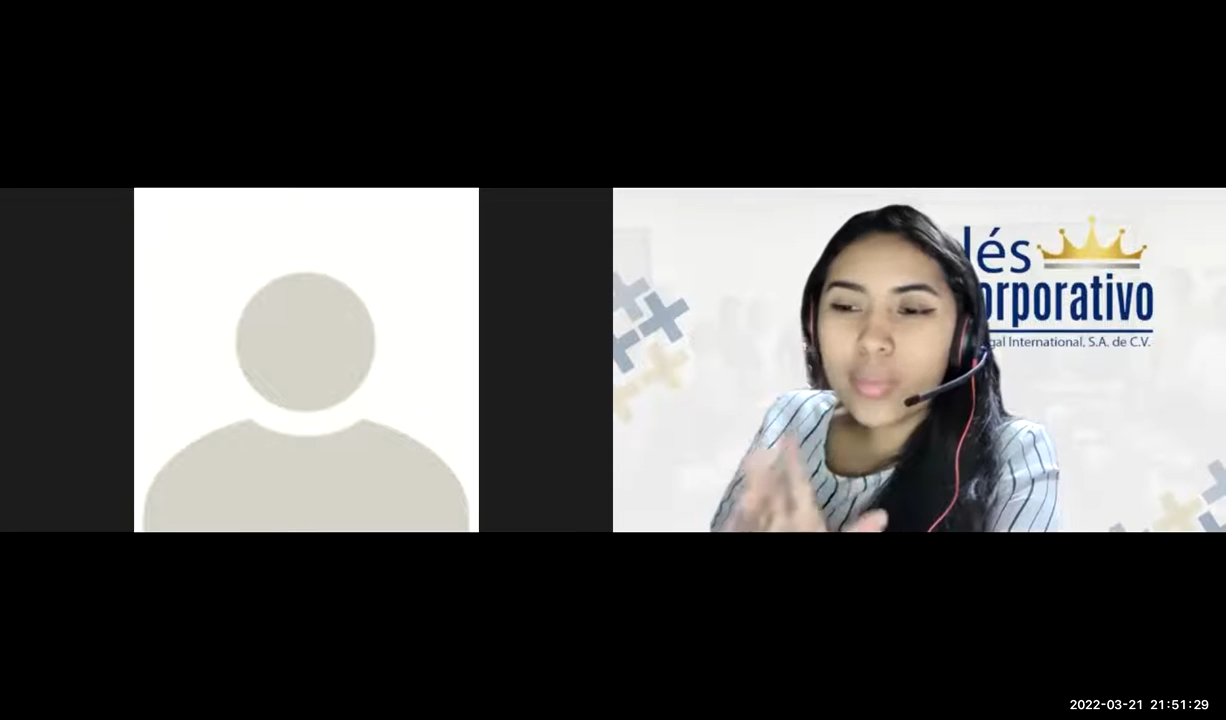 lés
orporativo
gal International, S.A. de C.V.
2022-03-21 21:51:29